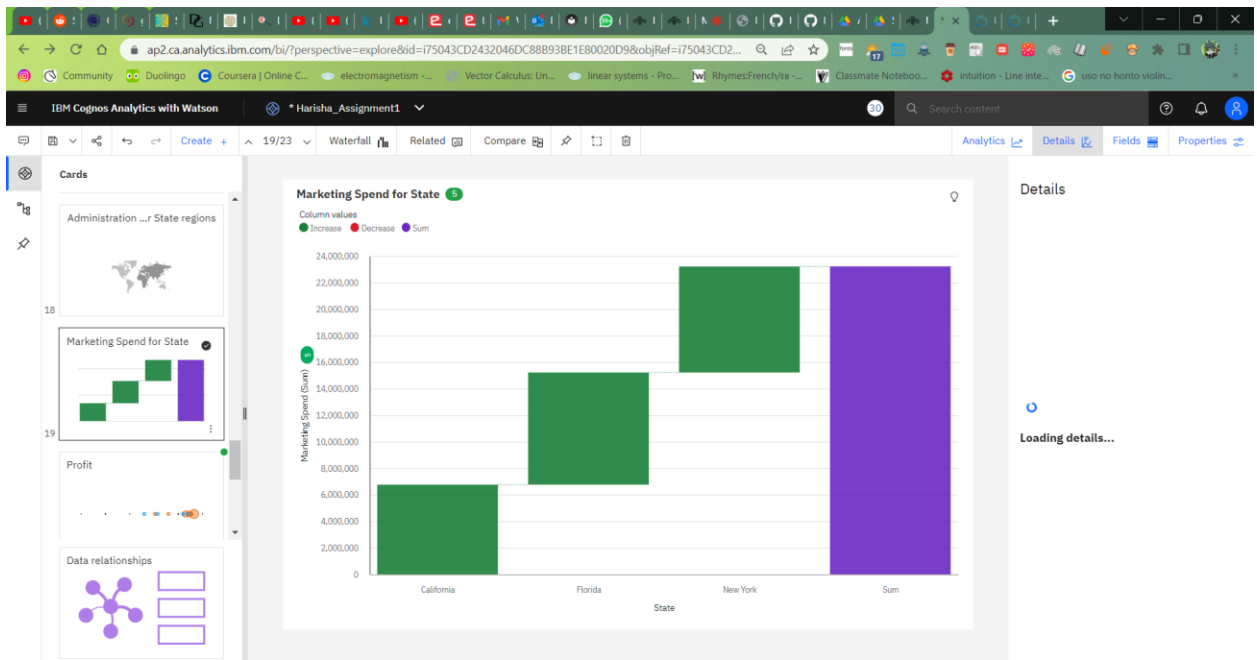 ap2.ca.analytics.ibm.com/bi/?perspective=explore&id=i75043CD2432046DC88B93BE1E80020D9&objRef=i75043CD2...
Community Duolingo Coursera | Online C... electromagnetism -... Vector Calculus: Un... linear systems - Pro... RhymesFrench/ɛɪɐ -... Classmate Noteboo... intuition - Line inte... uso no honto violin...
IBM Cognos Analytics with Watson * Harisha_Assignment1 30 Search content
Create + 19/23 Waterfall Related Compare Analytics Details Fields Properties
Cards
Administration ...r State regions
18
Marketing Spend for State
19
Profit
Data relationships
Marketing Spend for State 5
Column values
Increase Decrease Sum
24,000,000
22,000,000
20,000,000
18,000,000
16,000,000
14,000,000
12,000,000
10,000,000
8,000,000
6,000,000
4,000,000
2,000,000
0
Marketing Spend (Sum)
California Florida New York Sum
State
Details
Loading details...